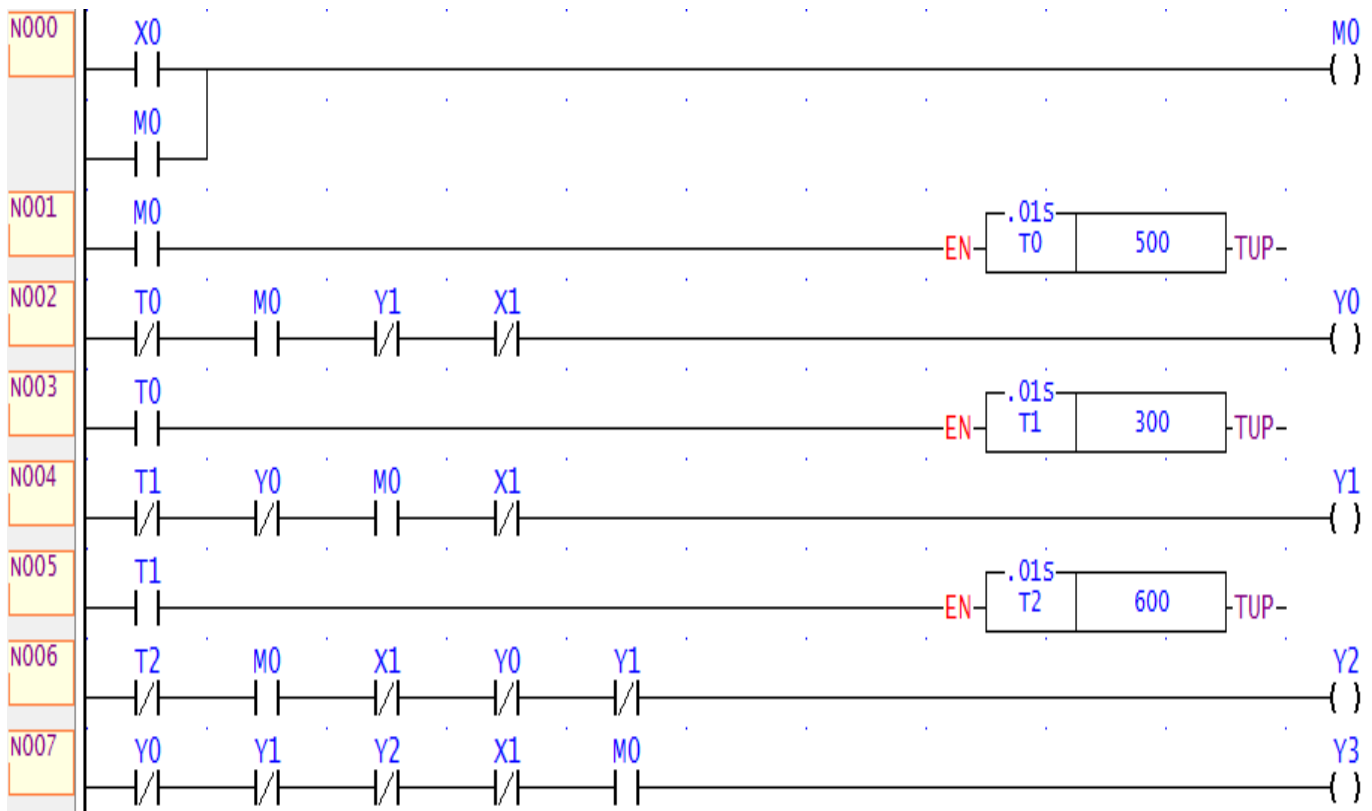 N000 X0 M0
M0
N001 M0
.01S
EN T0 500 TUP
N002 T0 M0 Y1 X1 Y0
N003 T0
.01S
EN T1 300 TUP
N004 T1 Y0 M0 X1 Y1
N005 T1
.01S
EN T2 600 TUP
N006 T2 M0 X1 Y0 Y1 Y2
N007 Y0 Y1 Y2 X1 M0 Y3